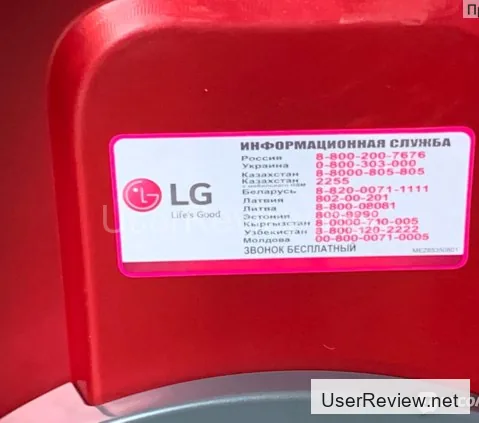 ИНФОРМАЦИОННАЯ СЛУЖБА
Россия 8-800-200-7676
Украина 0-800-303-000
Казахстан 8-8000-805-805
Казахстан 2255
Беларусь 8-820-0071-1111
Латвия 802-00-201
Литва 8-800-08081
Эстония 800-9990
Кыргызстан 8-0000-710-005
Узбекистан 3-800-120-2222
Молдова 00-800-0071-0005
ЗВОНОК БЕСПЛАТНЫЙ
LG
Life's Good
UserReview.net